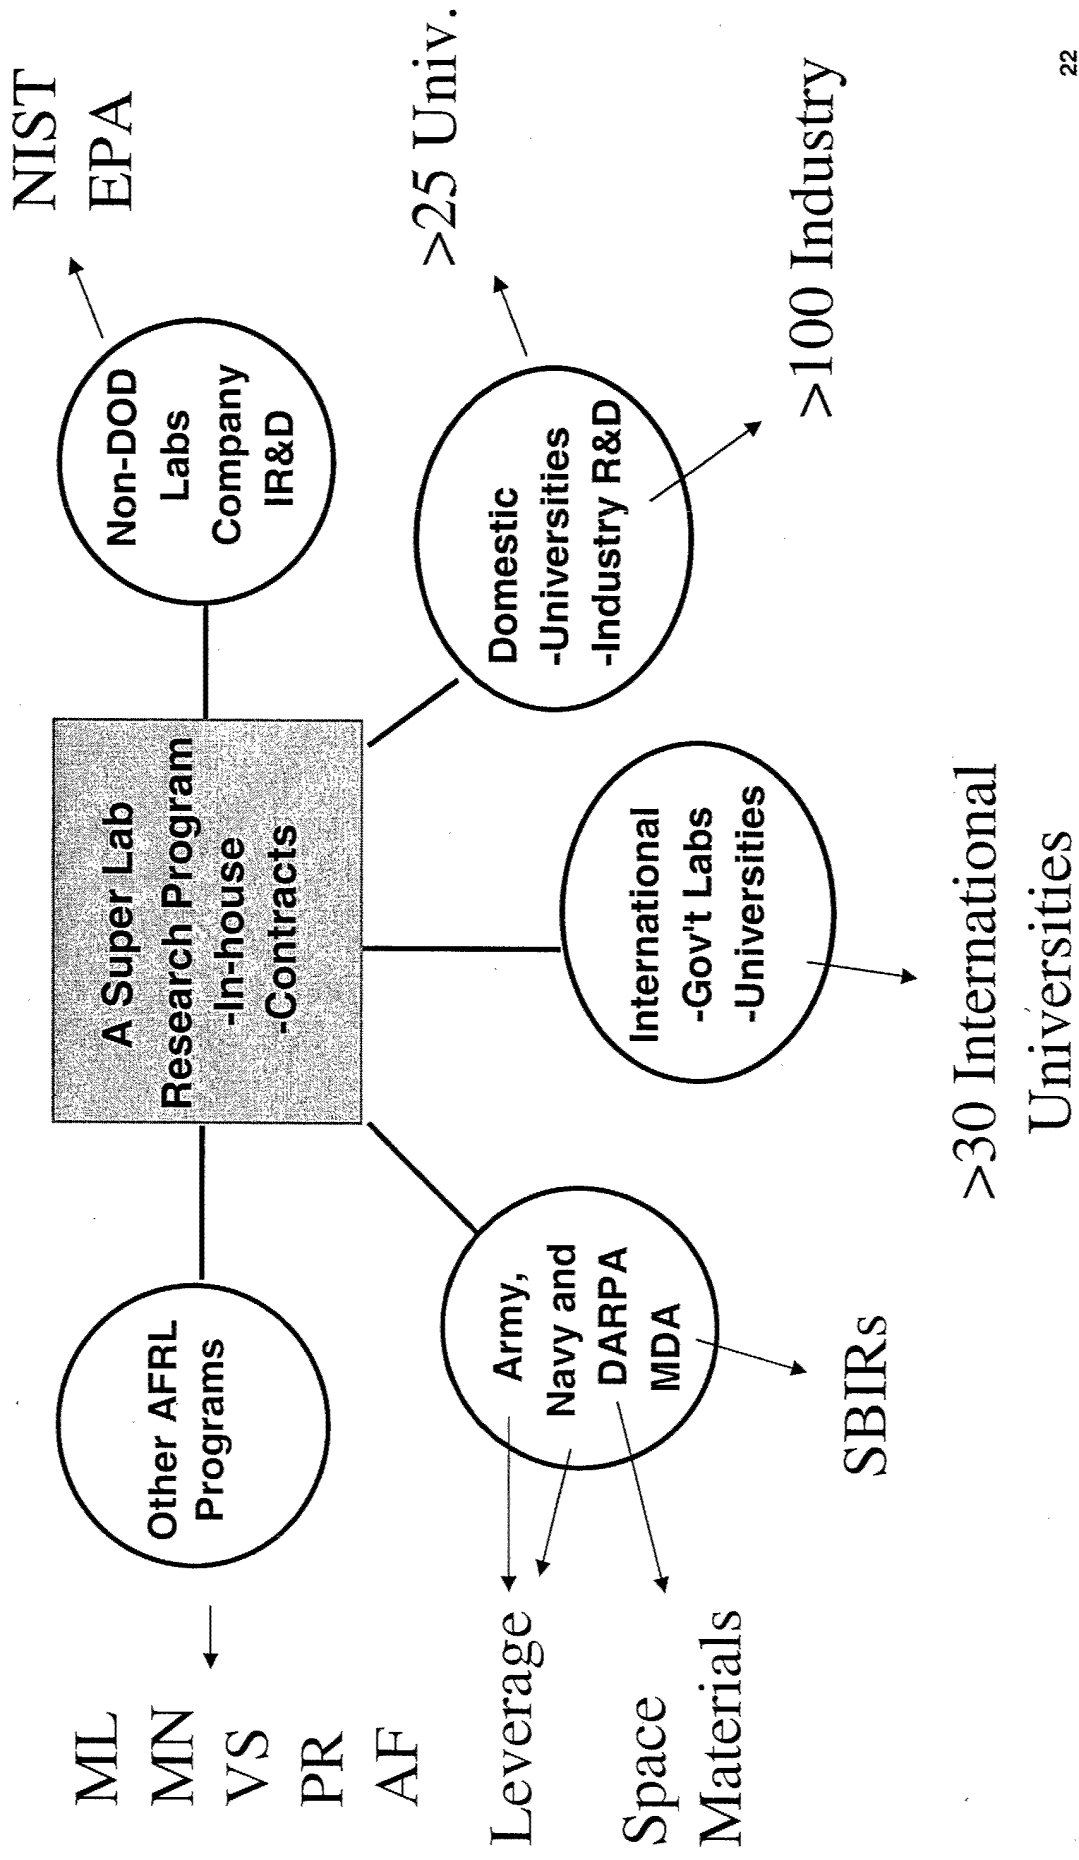 A Super Lab
Research Program
-In-house
-Contracts
Other AFRL
Programs
ML
MN
VS
PR
AF
Army,
Navy and
DARPA
MDA
Leverage
Space
Materials
SBIRs
International
-Gov't Labs
-Universities
>30 International
Universities
Domestic
-Universities
-Industry R&D
>25 Univ.
>100 Industry
Non-DOD
Labs
Company
IR&D
NIST
EPA
22